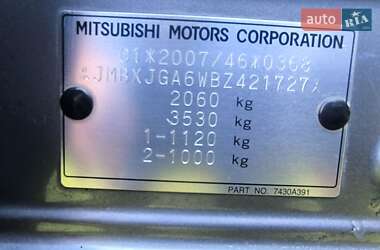 auto RIA
MITSUBISHI MOTORS CORPORATION
e1*2007/46*0368
*JMBXJGA6WBZ421727*
2060 kg
3530 kg
1-1120 kg
2-1000 kg
PART NO. 7430A391